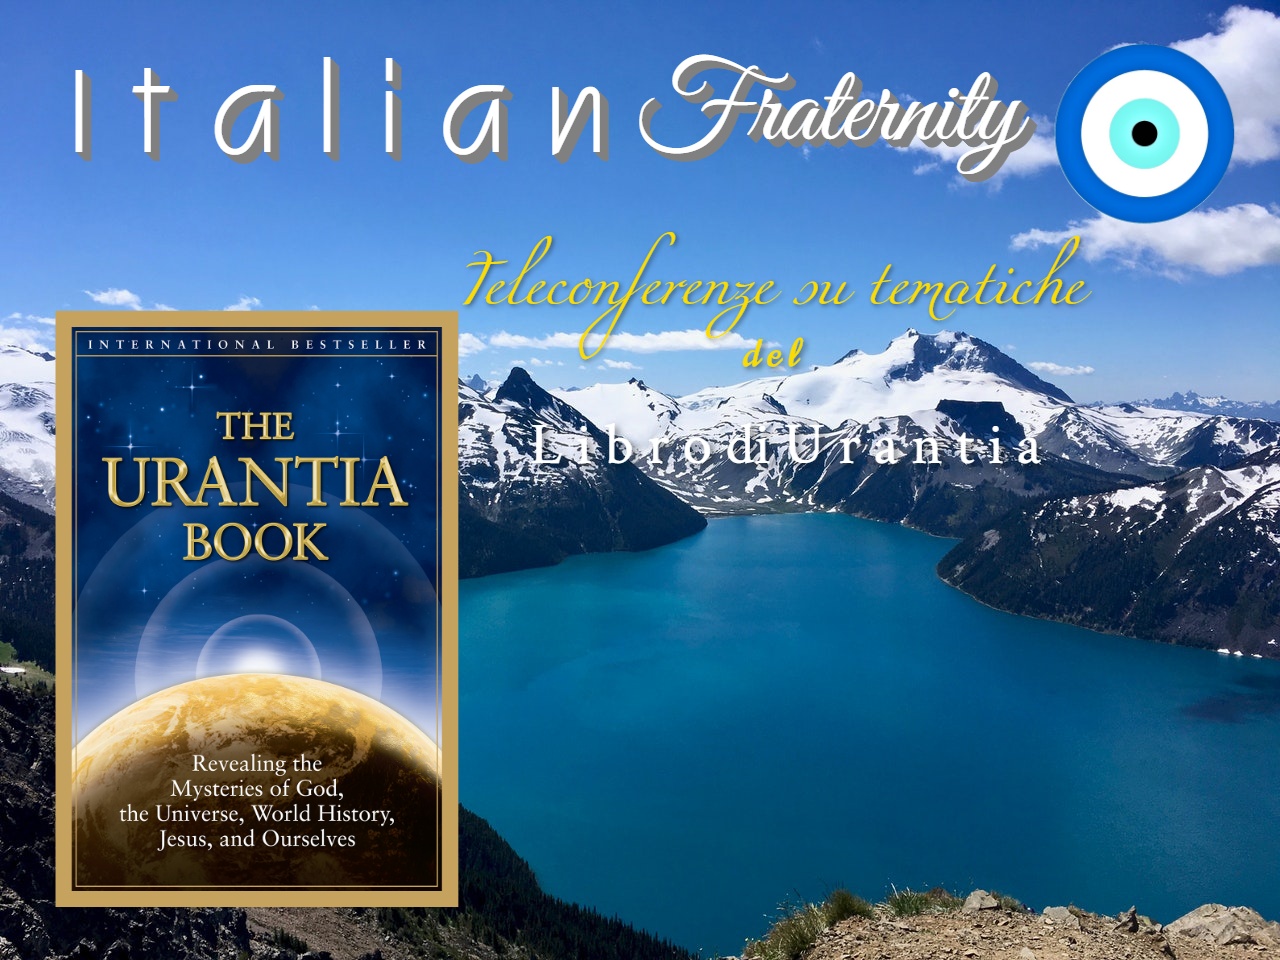 Italian Fraternity
Teleconferenze su tematiche
del
Libro di Urantia
INTERNATIONAL BESTSELLER
THE
URANTIA
BOOK
Revealing the
Mysteries of God,
the Universe, World History,
Jesus, and Ourselves